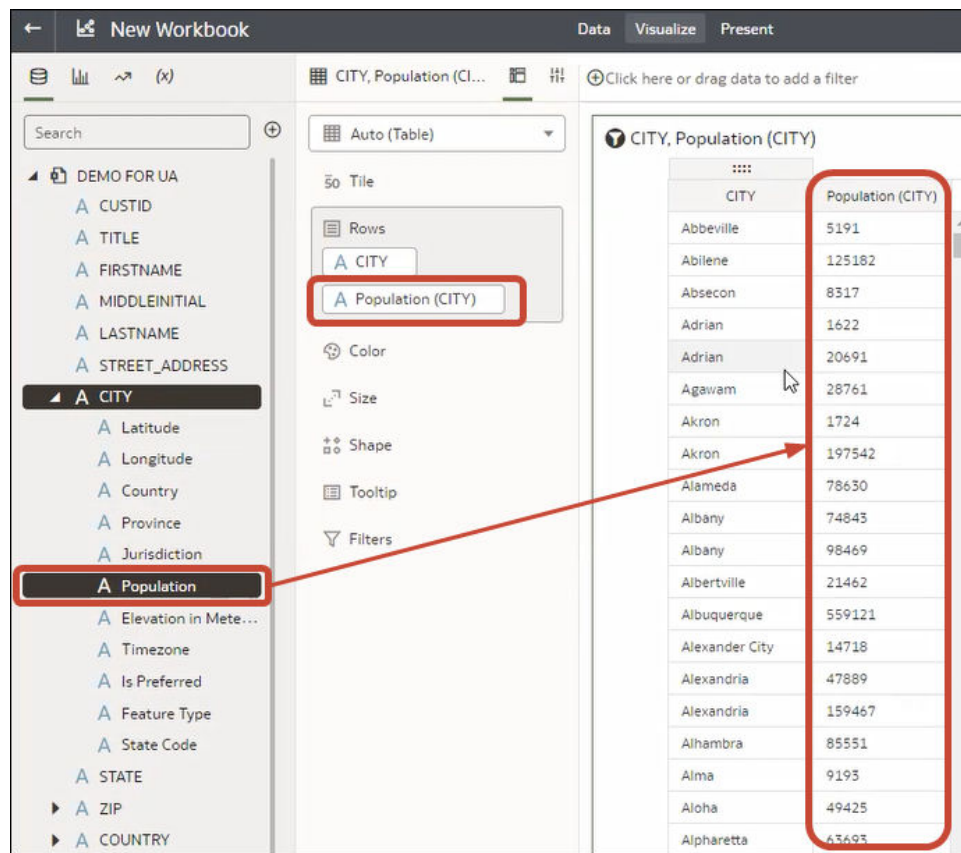 New Workbook
Data Visualize Present
(x)
CITY, Population (CI...
Click here or drag data to add a filter
Search
Auto (Table)
CITY, Population (CITY)
DEMO FOR UA
A CUSTID
A TITLE
A FIRSTNAME
A MIDDLEINITIAL
A LASTNAME
A STREET_ADDRESS
A CITY
A Latitude
A Longitude
A Country
A Province
A Jurisdiction
A Population
A Elevation in Mete...
A Timezone
A Is Preferred
A Feature Type
A State Code
A STATE
A ZIP
A COUNTRY
50 Tile
Rows
A CITY
A Population (CITY)
Color
Size
Shape
Tooltip
Filters
CITY Population (CITY)
Abbeville 5191
Abilene 125182
Absecon 8317
Adrian 1622
Adrian 20691
Agawam 28761
Akron 1724
Akron 197542
Alameda 78630
Albany 74843
Albany 98469
Albertville 21462
Albuquerque 559121
Alexander City 14718
Alexandria 47889
Alexandria 159467
Alhambra 85551
Alma 9193
Aloha 49425
Alpharetta 63693